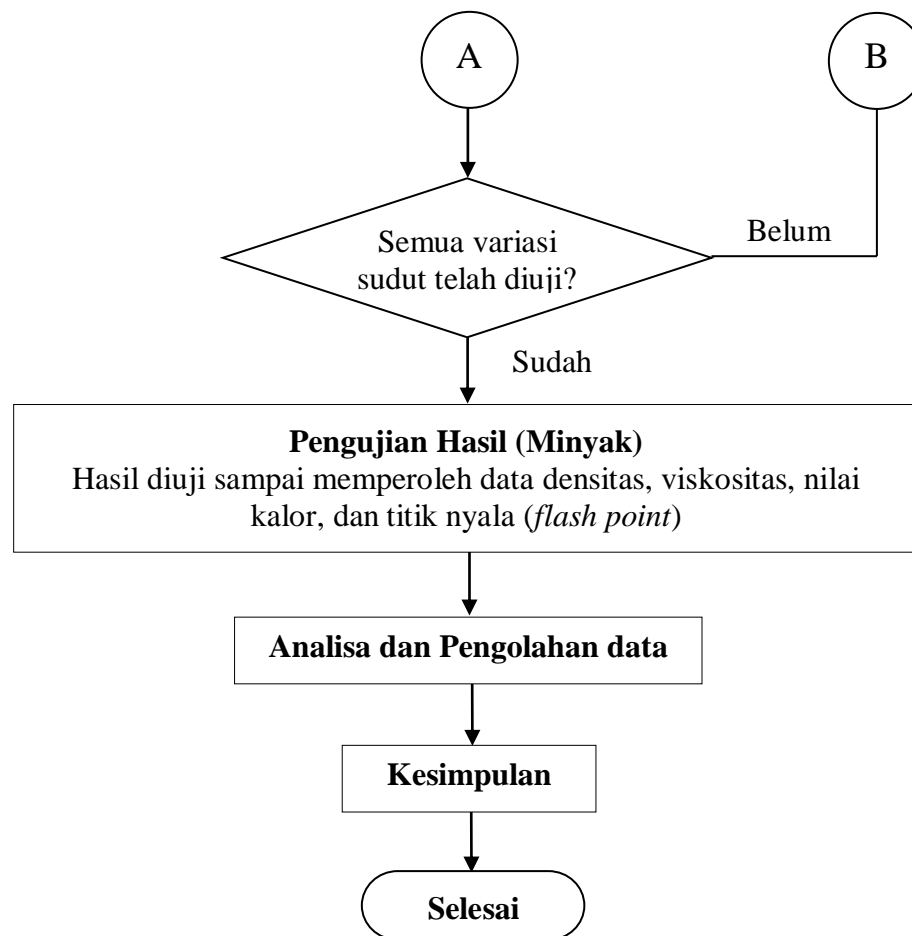 A
B
Semua variasi
sudut telah diuji?
Belum
Sudah
Pengujian Hasil (Minyak)
Hasil diuji sampai memperoleh data densitas, viskositas, nilai
kalor, dan titik nyala (flash point)
Analisa dan Pengolahan data
Kesimpulan
Selesai